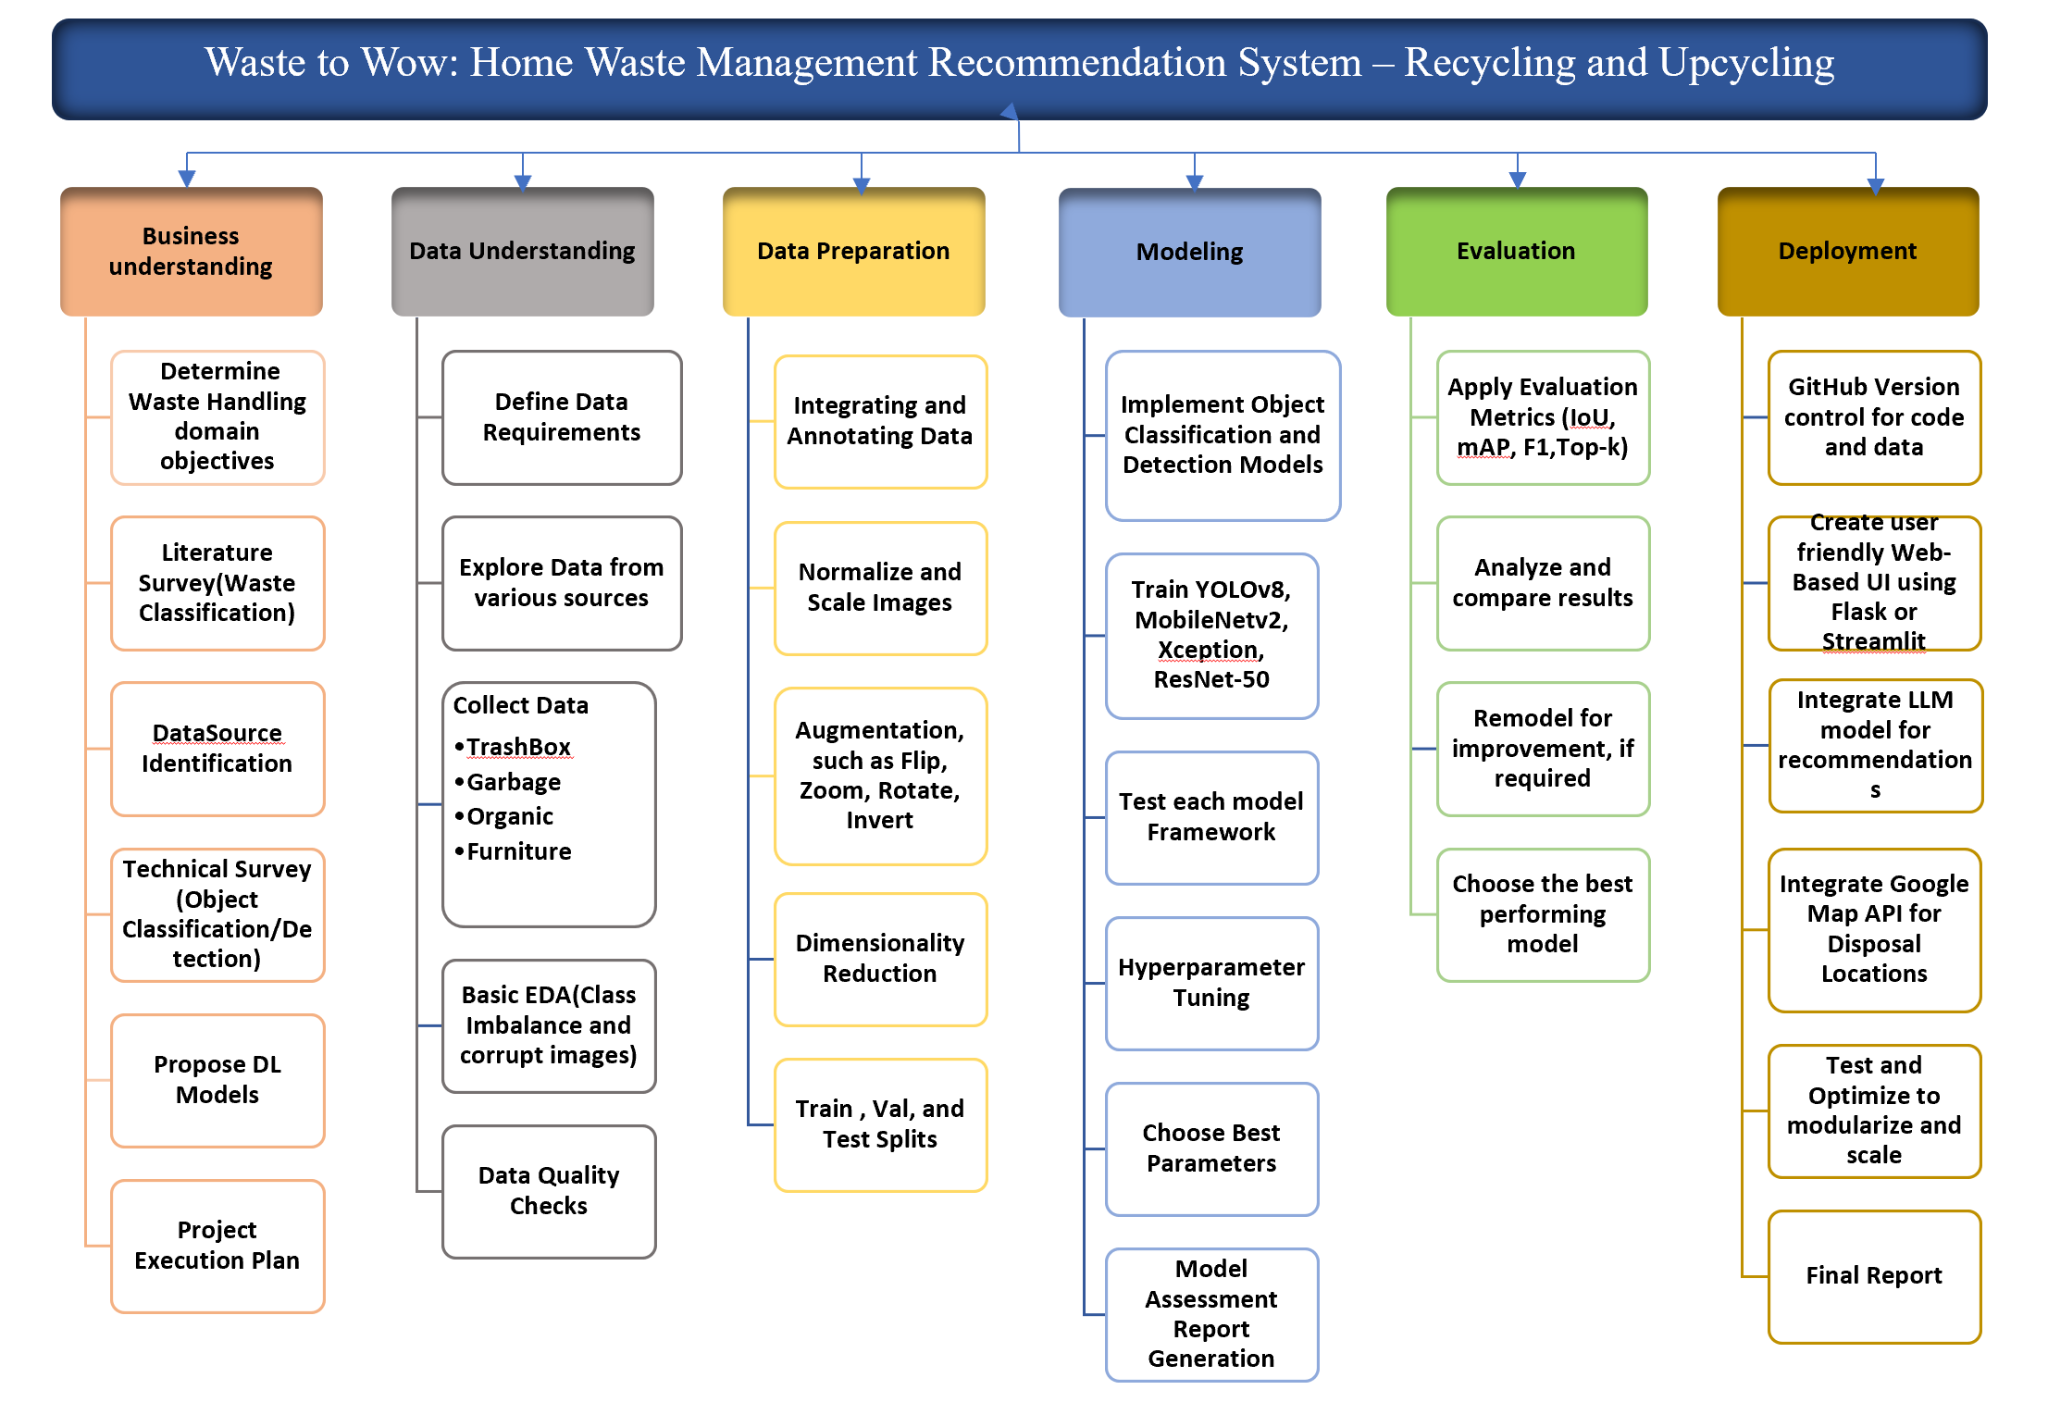 Waste to Wow: Home Waste Management Recommendation System – Recycling and Upcycling
Business
understanding
Determine
Waste Handling
domain
objectives
Literature
Survey(Waste
Classification)
DataSource
Identification
Technical Survey
(Object
Classification/De
tection)
Propose DL
Models
Project
Execution Plan
Data Understanding
Define Data
Requirements
Explore Data from
various sources
Collect Data
•TrashBox
•Garbage
•Organic
•Furniture
Basic EDA(Class
Imbalance and
corrupt images)
Data Quality
Checks
Data Preparation
Integrating and
Annotating Data
Normalize and
Scale Images
Augmentation,
such as Flip,
Zoom, Rotate,
Invert
Dimensionality
Reduction
Train , Val, and
Test Splits
Modeling
Implement Object
Classification and
Detection Models
Train YOLOv8,
MobileNetv2,
Xception,
ResNet-50
Test each model
Framework
Hyperparameter
Tuning
Choose Best
Parameters
Model
Assessment
Report
Generation
Evaluation
Apply Evaluation
Metrics (IoU,
mAP, F1,Top-k)
Analyze and
compare results
Remodel for
improvement, if
required
Choose the best
performing
model
Deployment
GitHub Version
control for code
and data
Create user
friendly Web-
Based UI using
Flask or
Streamlit
Integrate LLM
model for
recommendation
s
Integrate Google
Map API for
Disposal
Locations
Test and
Optimize to
modularize and
scale
Final Report